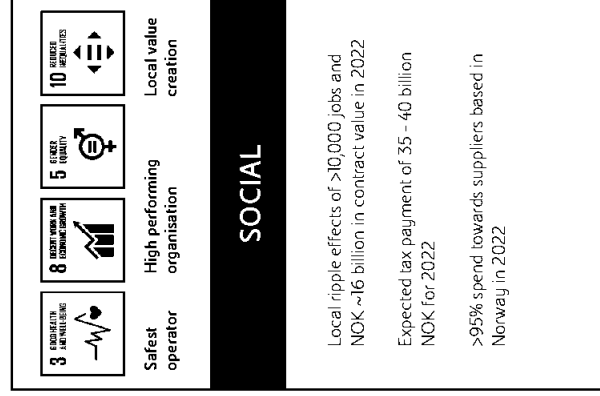 3 GOOD HEALTH
AND WELL-BEING
8 DECENT WORK AND
ECONOMIC GROWTH
5 GENDER
EQUALITY
10 REDUCED
INEQUALITIES
Safest
operator
High performing
organisation
Local value
creation
SOCIAL
Local ripple effects of >10,000 jobs and
NOK ~16 billion in contract value in 2022
Expected tax payment of 35 - 40 billion
NOK for 2022
>95% spend towards suppliers based in
Norway in 2022